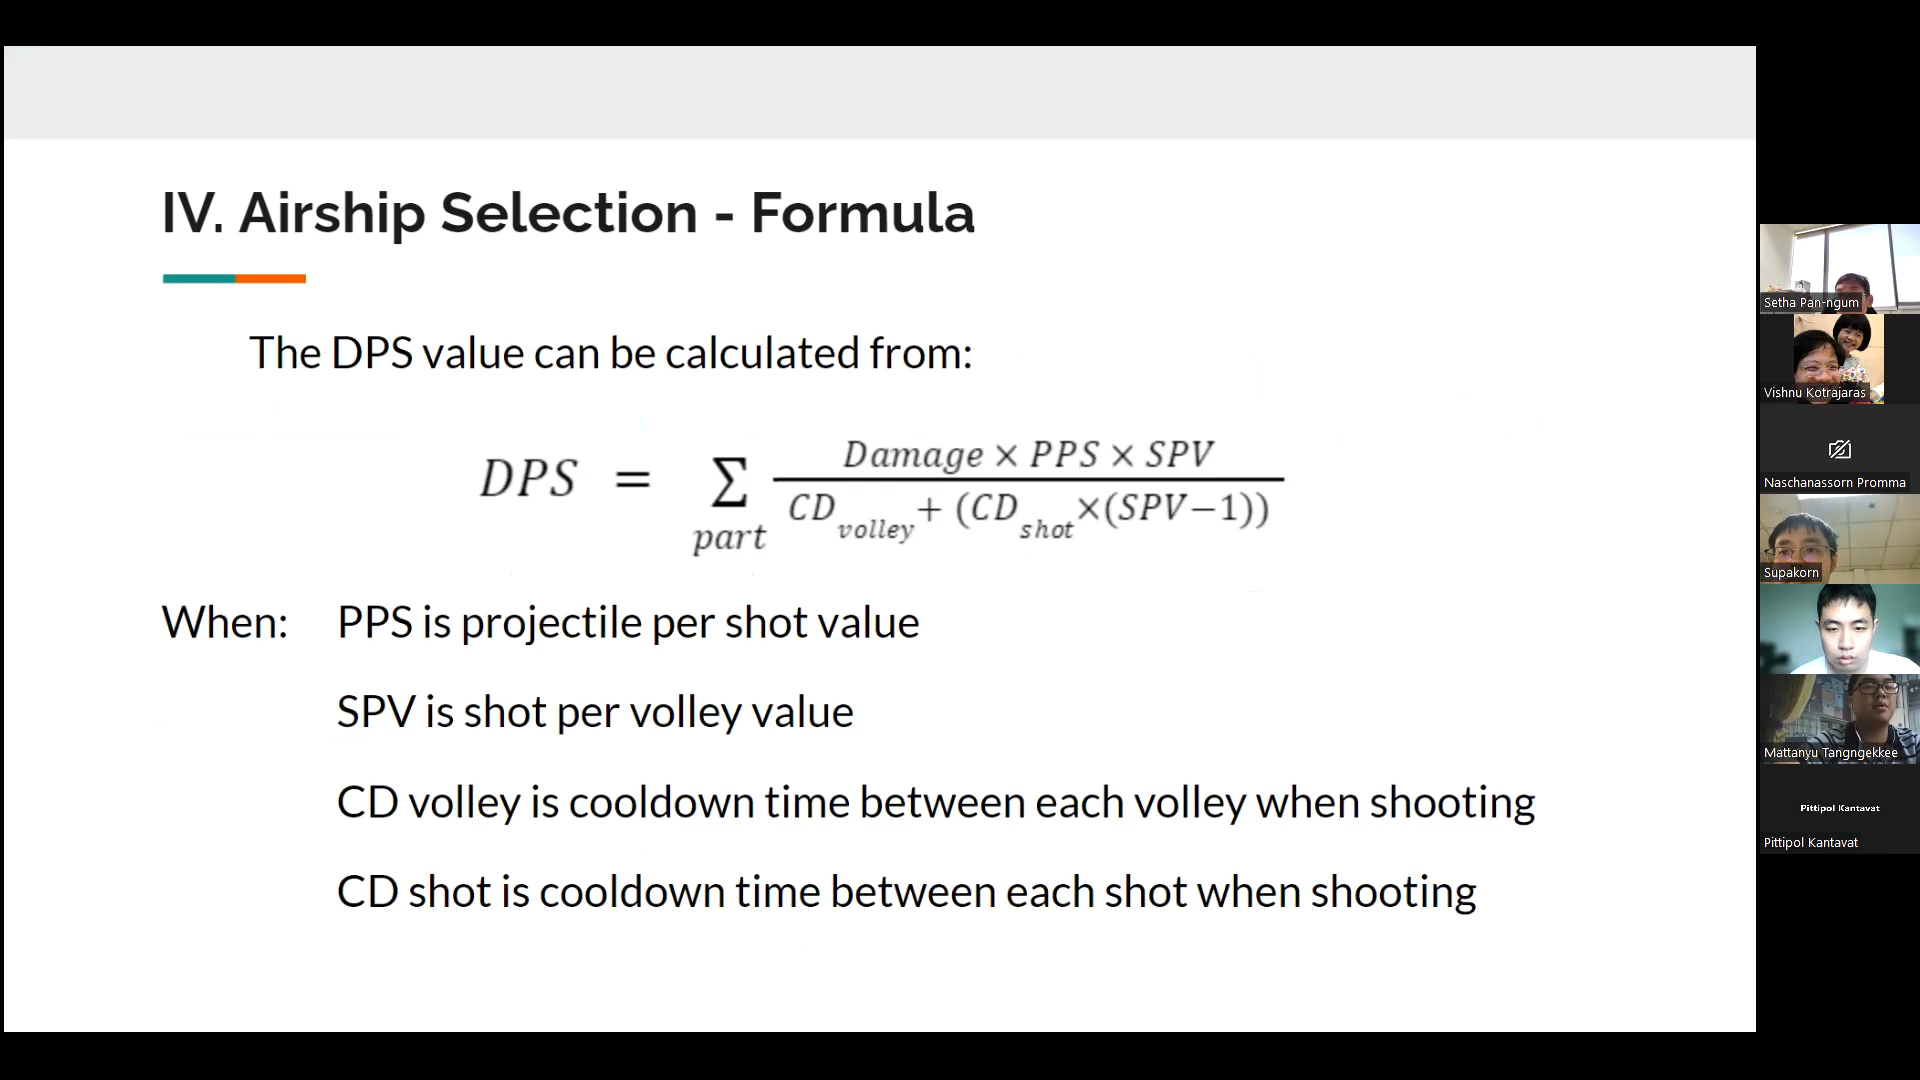 IV. Airship Selection - Formula
The DPS value can be calculated from:
DPS = ∑ part Damage × PPS × SPV / CD volley + (CD shot ×(SPV−1))
When: PPS is projectile per shot value
SPV is shot per volley value
CD volley is cooldown time between each volley when shooting
CD shot is cooldown time between each shot when shooting
Setha Pan-ngum
Vishnu Kotrajaras
Naschanassorn Promma
Supakorn
Mattanyu Tangngekkee
Pittipol Kantavat
Pittipol Kantavat